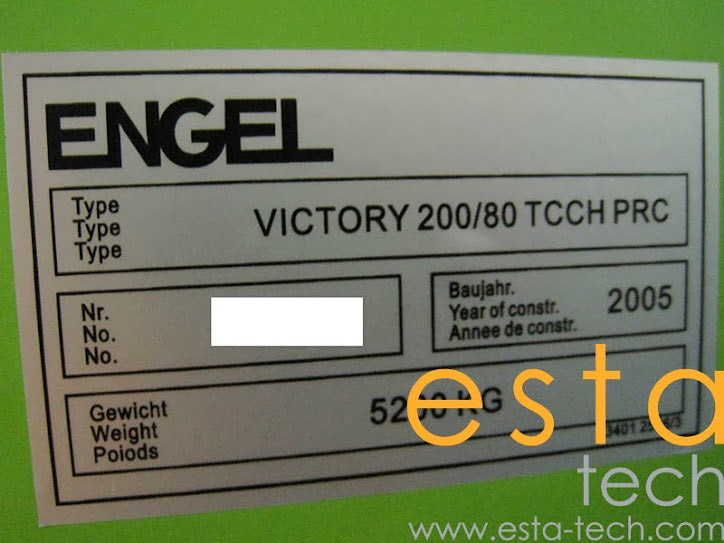 ENGEL
Type
Type
Type
VICTORY 200/80 TCCH PRC
Nr.
No.
No.
Baujahr.
Year of constr.
Annee de constr.
2005
Gewicht
Weight
Poiods
KG
esta
tech
www.esta-tech.com